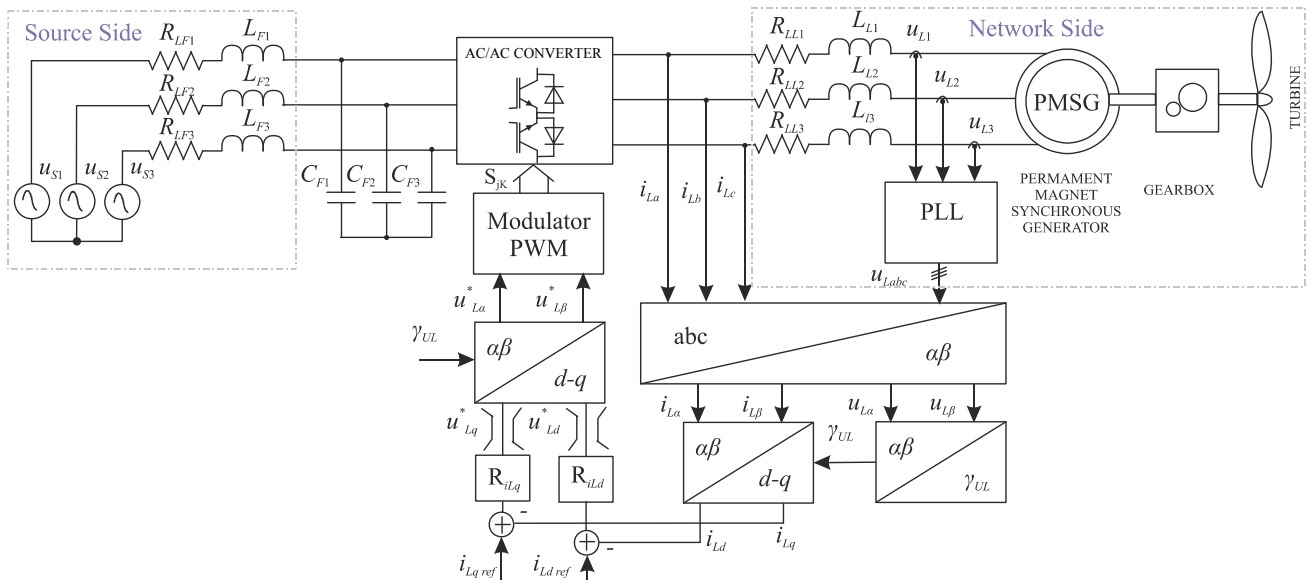 Source Side
Network Side
R_LF1
L_F1
R_LF2
L_F2
R_LF3
L_F3
u_S1
u_S2
u_S3
C_F1
C_F2
C_F3
AC/AC CONVERTER
S_jK
Modulator
PWM
u*_Lα
u*_Lβ
γ_UL
αβ
d-q
u*_Lq
u*_Ld
R_iLq
R_iLd
-
-
i_Lq ref
i_Ld ref
i_La
i_Lb
i_Lc
R_LL1
L_L1
R_LL2
L_L2
R_LL3
L_l3
u_L1
u_L2
u_L3
PMSG
TURBINE
PERMAMENT
MAGNET
SYNCHRONOUS
GENERATOR
GEARBOX
PLL
u_Labc
abc
αβ
i_Lα
i_Lβ
u_Lα
u_Lβ
αβ
d-q
γ_UL
αβ
γ_UL
i_Ld
i_Lq